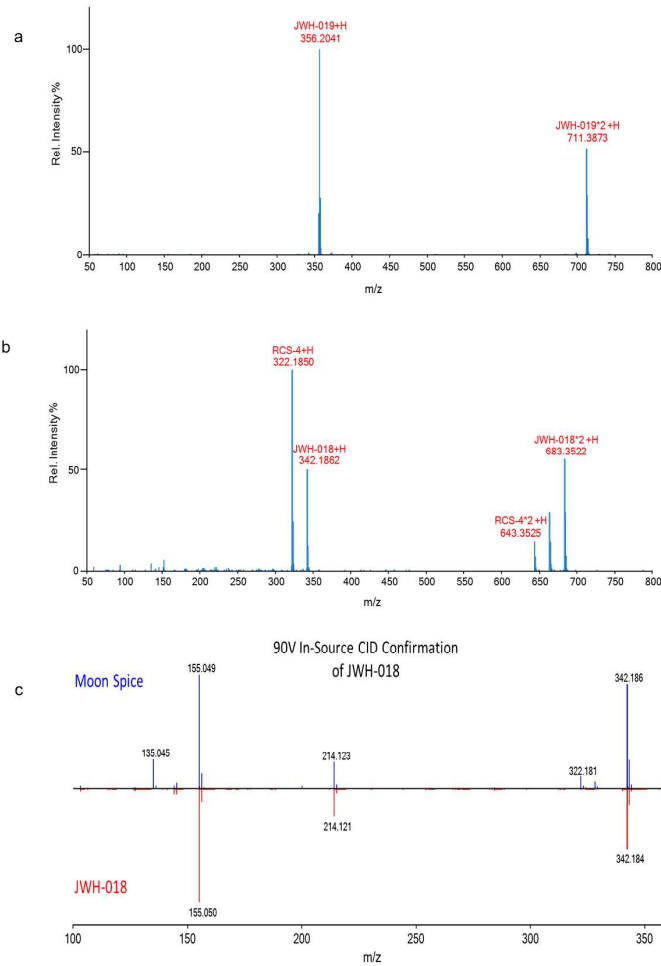 a
JWH-019+H
356.2041
100
JWH-019*2 +H
711.3873
Rel. Intensity %
50
0
50 100 150 200 250 300 350 400 450 500 550 600 650 700 750 800
m/z
b
RCS-4+H
322.1850
100
JWH-018+H
342.1862
JWH-018*2 +H
683.3522
Rel. Intensity %
50
RCS-4*2 +H
643.3525
0
50 100 150 200 250 300 350 400 450 500 550 600 650 700 750 800
m/z
c
90V In-Source CID Confirmation
of JWH-018
Moon Spice
155.049
342.186
135.045
214.123
322.181
214.121
342.184
JWH-018
155.050
100 150 200 250 300 350
m/z